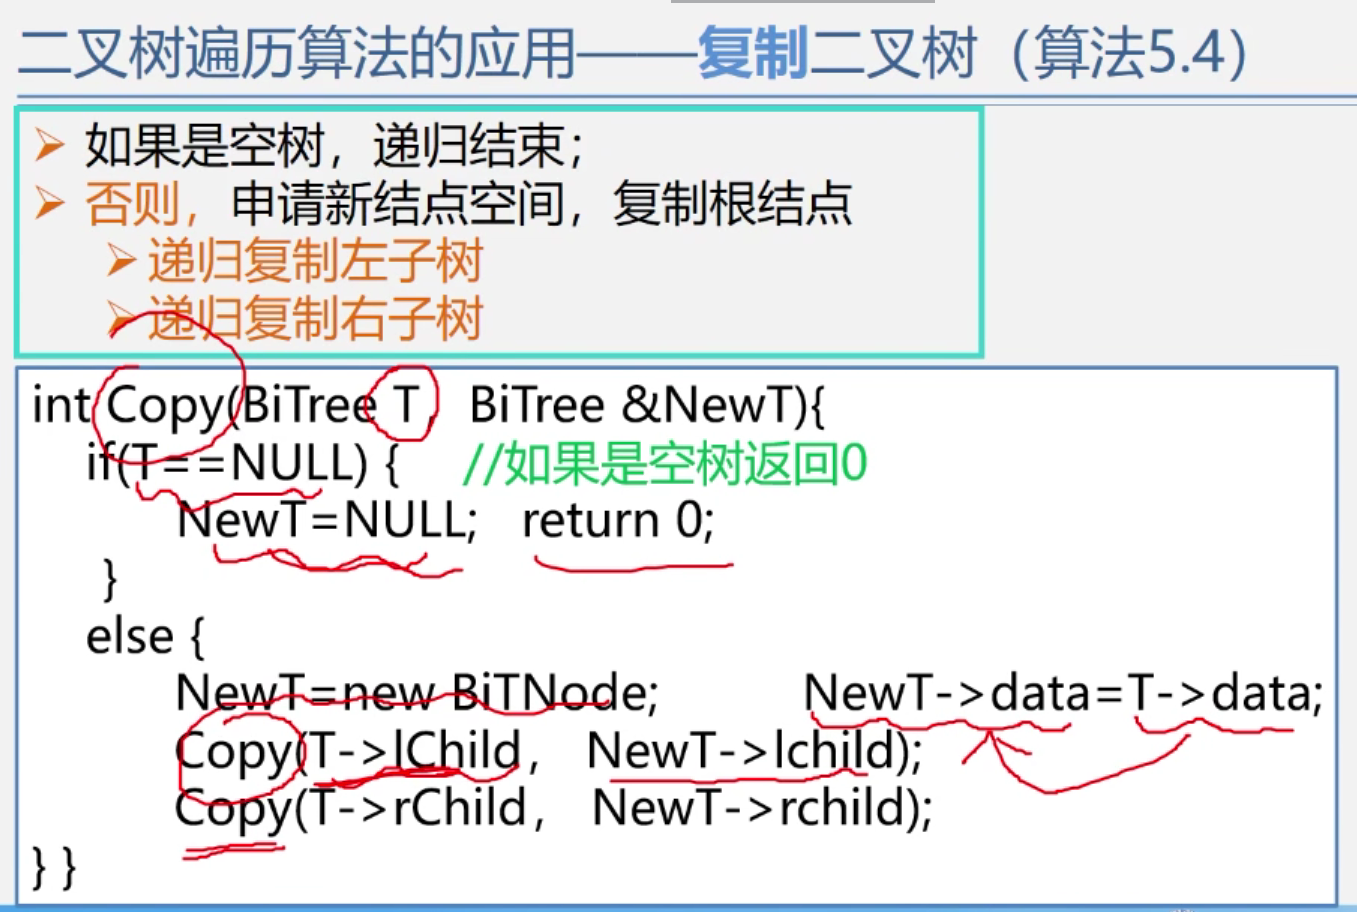 二叉树遍历算法的应用——复制二叉树（算法5.4）
➢ 如果是空树，递归结束；
➢ 否则，申请新结点空间，复制根结点
➢ 递归复制左子树
➢ 递归复制右子树
int Copy(BiTree T, BiTree &NewT){
if(T==NULL) { //如果是空树返回0
NewT=NULL; return 0;
}
else {
NewT=new BiTNode; NewT->data=T->data;
Copy(T->lChild, NewT->lchild);
Copy(T->rChild, NewT->rchild);
} }